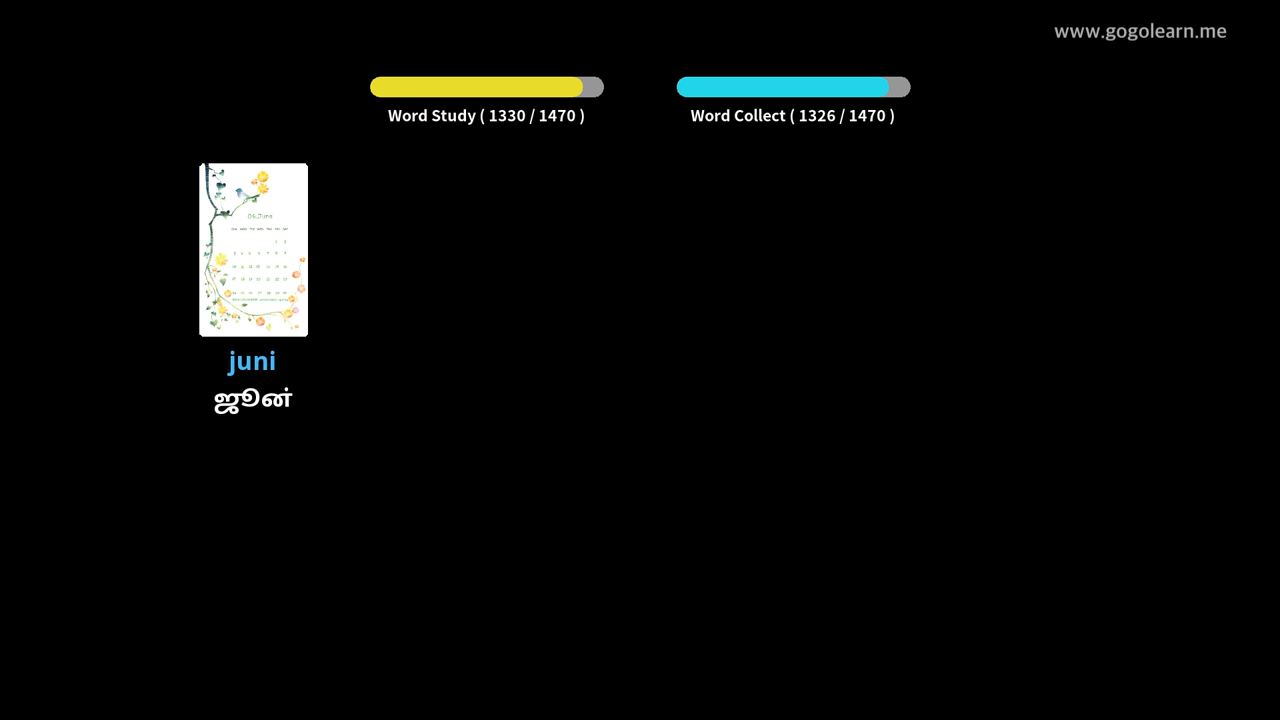 www.gogolearn.me
Word Study ( 1330 / 1470 )
Word Collect ( 1326 / 1470 )
06.June
juni
ஜூன்